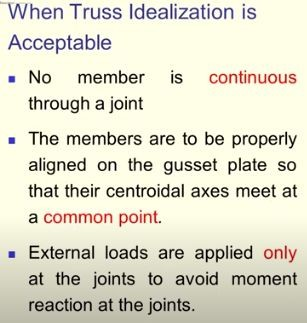 When Truss Idealization is
Acceptable
No member is continuous
through a joint
The members are to be properly
aligned on the gusset plate so
that their centroidal axes meet at
a common point.
External loads are applied only
at the joints to avoid moment
reaction at the joints.